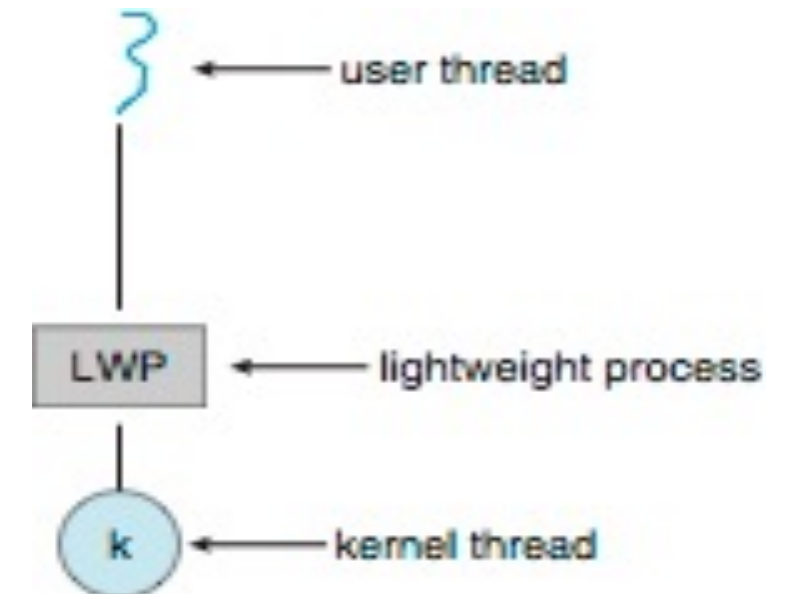 user thread
LWP
lightweight process
k
kernel thread